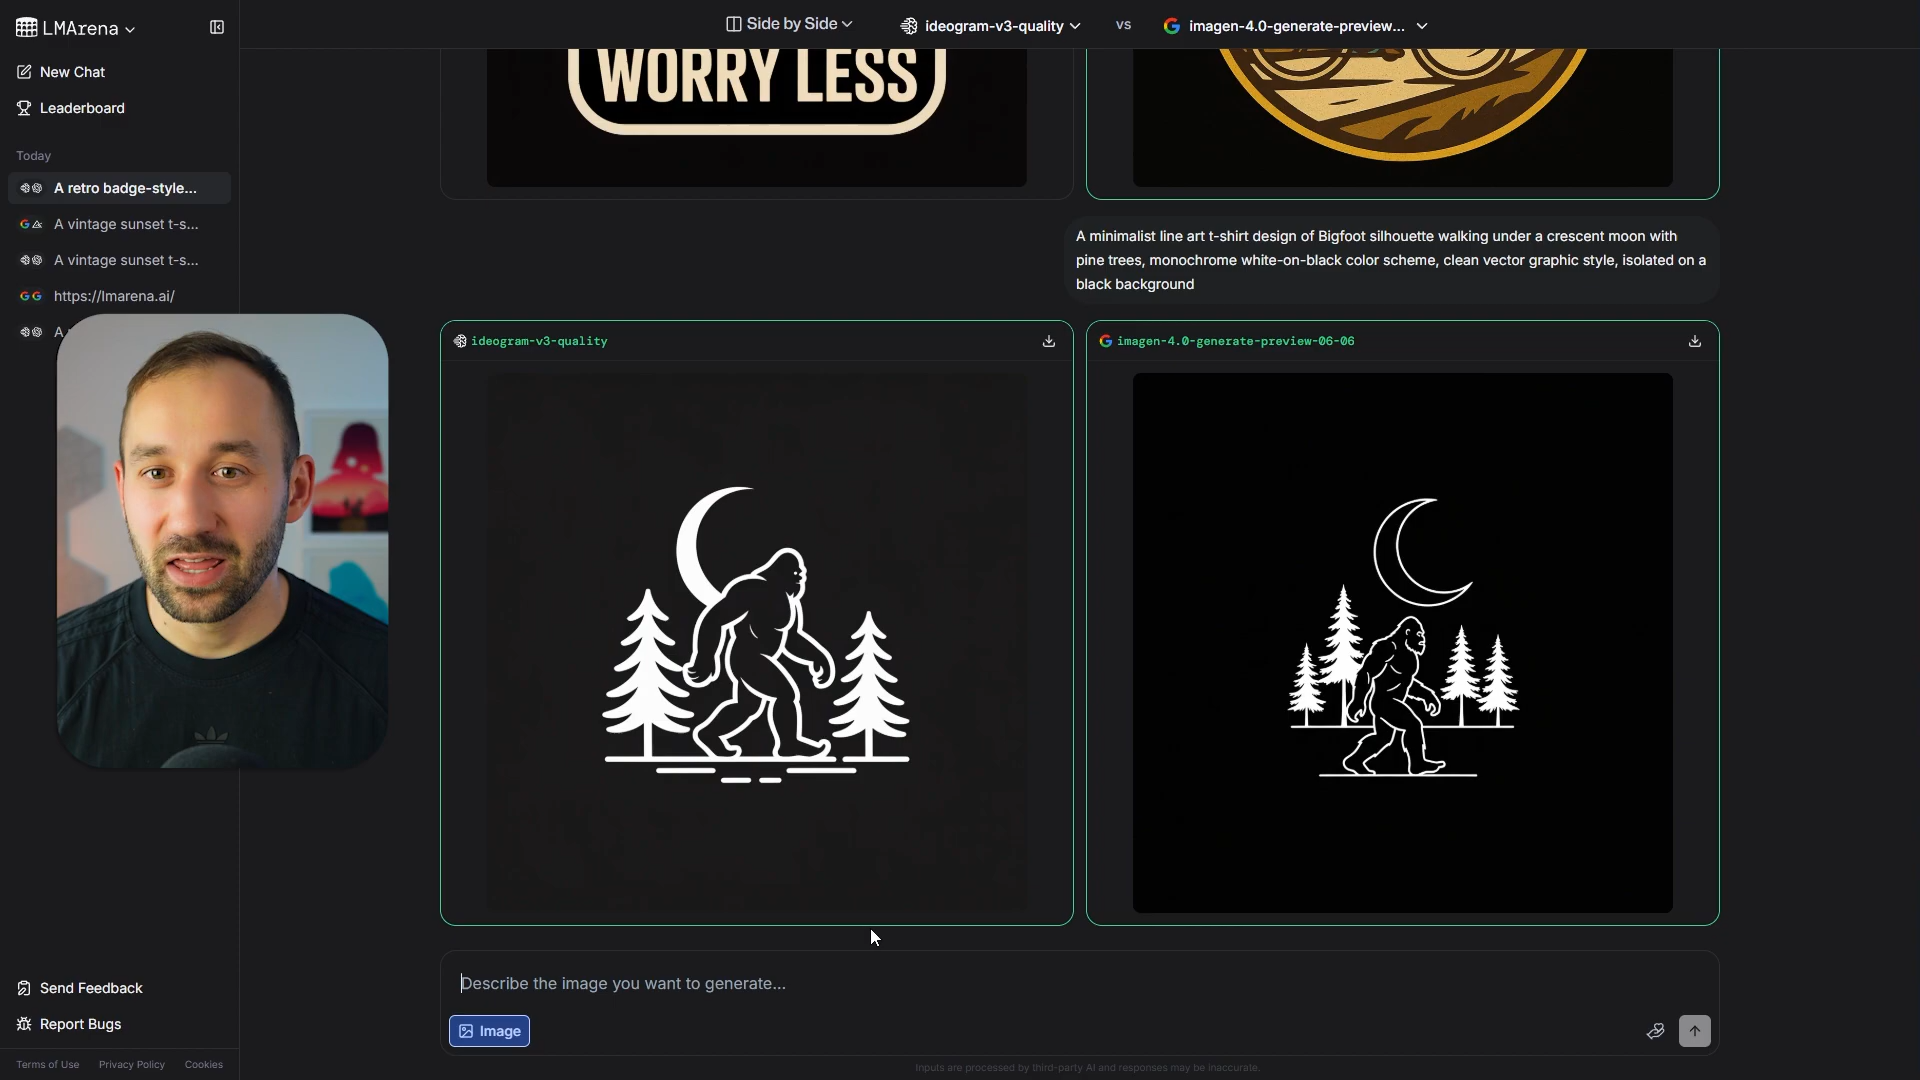 LMArena
Side by Side
ideogram-v3-quality
vs
imagen-4.0-generate-preview...
New Chat
Leaderboard
Today
A retro badge-style...
A vintage sunset t-s...
A vintage sunset t-s...
https://lmarena.ai/
A
WORRY LESS
A minimalist line art t-shirt design of Bigfoot silhouette walking under a crescent moon with
pine trees, monochrome white-on-black color scheme, clean vector graphic style, isolated on a
black background
ideogram-v3-quality
imagen-4.0-generate-preview-06-06
Describe the image you want to generate...
Image
Send Feedback
Report Bugs
Terms of Use
Privacy Policy
Cookies
Inputs are processed by third-party AI and responses may be inaccurate.